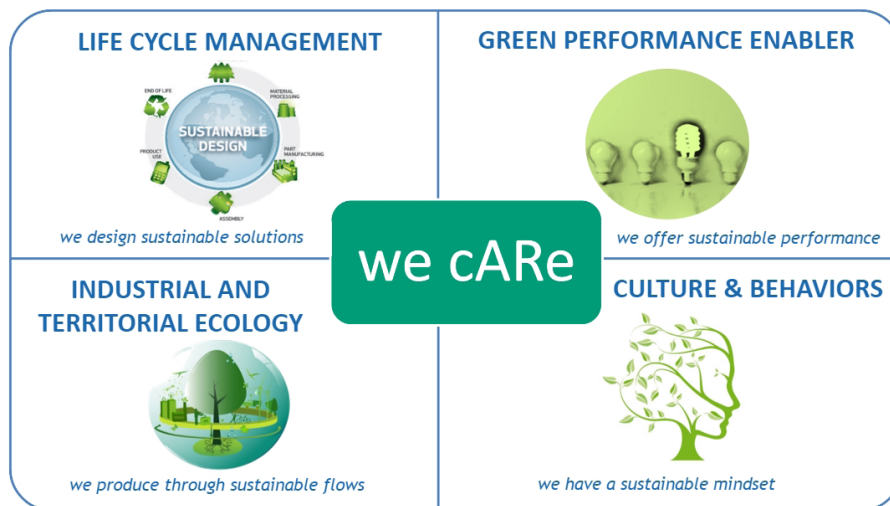 LIFE CYCLE MANAGEMENT
END OF LIFE
MATERIAL
PROCESSING
SUSTAINABLE
DESIGN
PRODUCT
USE
PART
MANUFACTURING
ASSEMBLY
we design sustainable solutions
GREEN PERFORMANCE ENABLER
we offer sustainable performance
we cARe
INDUSTRIAL AND
TERRITORIAL ECOLOGY
we produce through sustainable flows
CULTURE & BEHAVIORS
we have a sustainable mindset